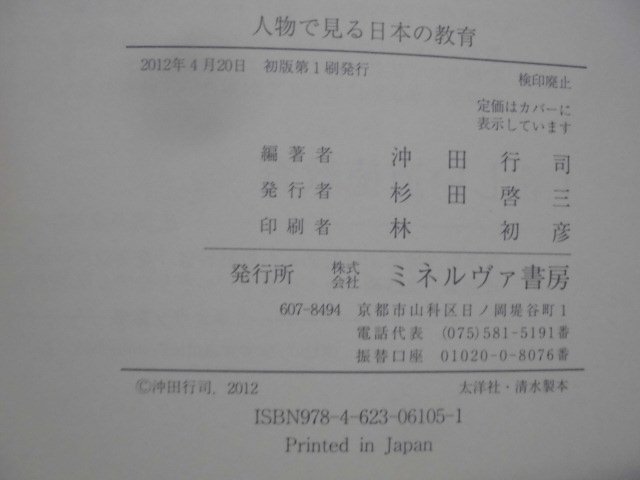 人物で見る日本の教育
2012年4月20日 初版第1刷発行
検印廃止
定価はカバーに
表示しています
編著者 沖田行司
発行者 杉田啓三
印刷者 林 初彦
発行所 株式会社 ミネルヴァ書房
607-8494 京都市山科区日ノ岡堤谷町1
電話代表 (075)581-5191番
振替口座 01020-0-8076番
©沖田行司, 2012 太洋社・清水製本
ISBN978-4-623-06105-1
Printed in Japan